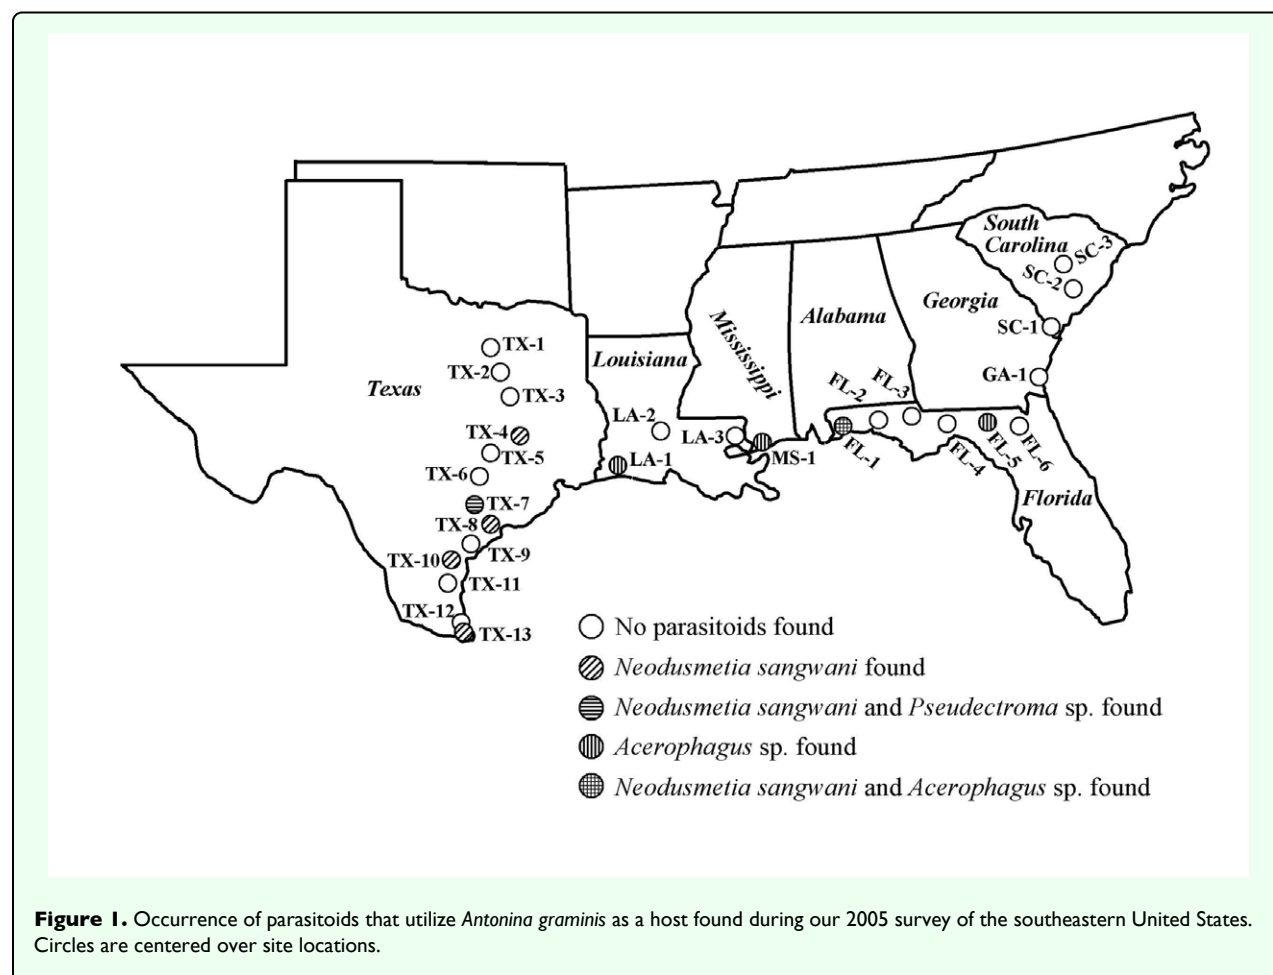 South
Carolina
SC-3
SC-2
Georgia
SC-1
Alabama
Mississippi
TX-1
Louisiana
TX-2
GA-1
Texas
FL-2
FL-3
TX-3
LA-2
TX-4
LA-3
TX-5
MS-1
FL-1
FL-4
FL-5
FL-6
LA-1
TX-6
Florida
TX-7
TX-8
TX-9
TX-10
TX-11
TX-12
TX-13
No parasitoids found
Neodusmetia sangwani found
Neodusmetia sangwani and Pseudectroma sp. found
Acerophagus sp. found
Neodusmetia sangwani and Acerophagus sp. found
Figure 1. Occurrence of parasitoids that utilize Antonina graminis as a host found during our 2005 survey of the southeastern United States.
Circles are centered over site locations.